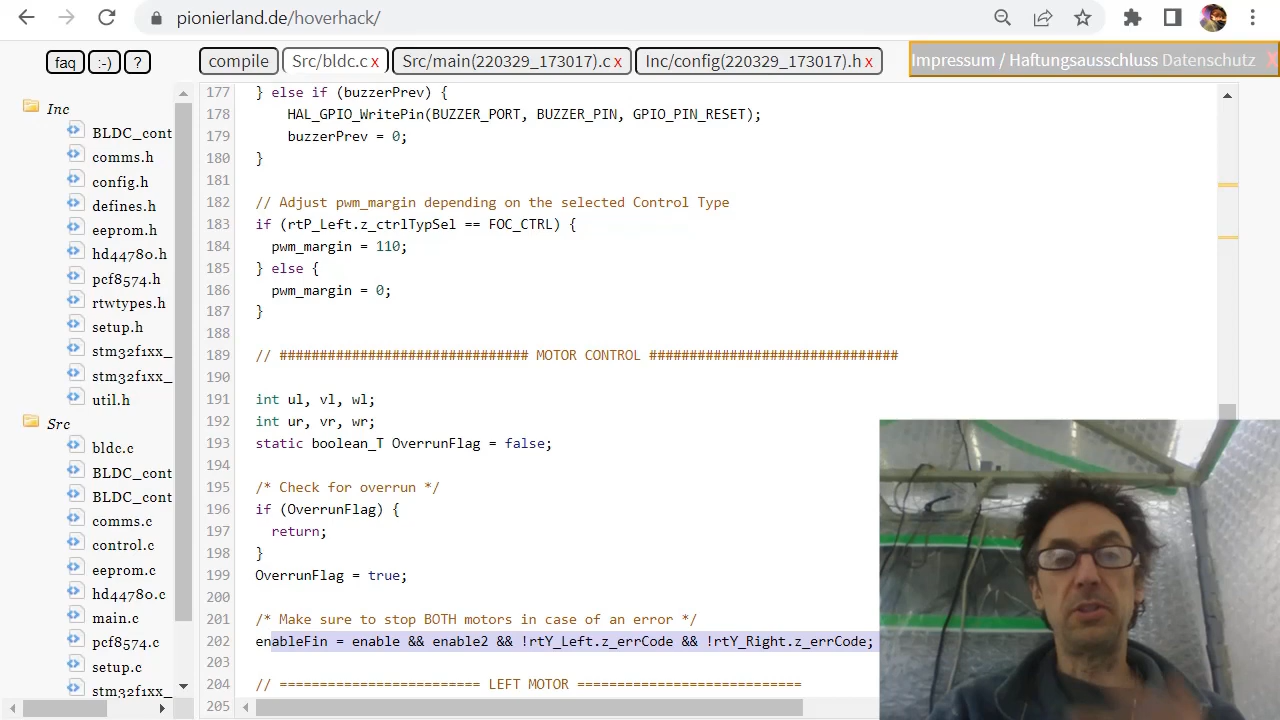 pionierland.de/hoverhack/
faq :-) ? compile Src/bldc.c x Src/main(220329_173017).c x Inc/config(220329_173017).h x Impressum / Haftungsausschluss Datenschutz X
Inc
BLDC_cont
comms.h
config.h
defines.h
eeprom.h
hd44780.h
pcf8574.h
rtwtypes.h
setup.h
stm32f1xx_
stm32f1xx_
util.h
Src
bldc.c
BLDC_cont
BLDC_cont
comms.c
control.c
eeprom.c
hd44780.c
main.c
pcf8574.c
setup.c
stm32f1xx_
177 } else if (buzzerPrev) {
178 HAL_GPIO_WritePin(BUZZER_PORT, BUZZER_PIN, GPIO_PIN_RESET);
179 buzzerPrev = 0;
180 }
181
182 // Adjust pwm_margin depending on the selected Control Type
183 if (rtP_Left.z_ctrlTypSel == FOC_CTRL) {
184 pwm_margin = 110;
185 } else {
186 pwm_margin = 0;
187 }
188
189 // ############################### MOTOR CONTROL ###############################
190
191 int ul, vl, wl;
192 int ur, vr, wr;
193 static boolean_T OverrunFlag = false;
194
195 /* Check for overrun */
196 if (OverrunFlag) {
197 return;
198 }
199 OverrunFlag = true;
200
201 /* Make sure to stop BOTH motors in case of an error */
202 enableFin = enable && enable2 && !rtY_Left.z_errCode && !rtY_Right.z_errCode;
203
204 // ========================= LEFT MOTOR ============================
205